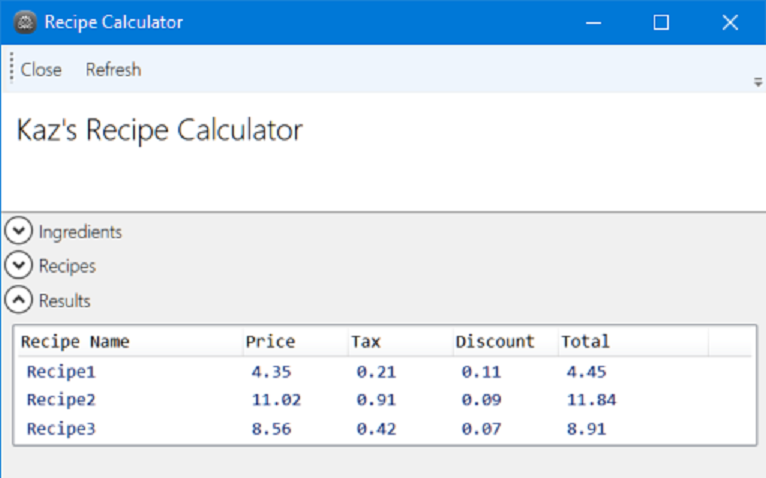 Recipe Calculator
Close Refresh
Kaz's Recipe Calculator
Ingredients
Recipes
Results
Recipe Name Price Tax Discount Total
Recipe1 4.35 0.21 0.11 4.45
Recipe2 11.02 0.91 0.09 11.84
Recipe3 8.56 0.42 0.07 8.91